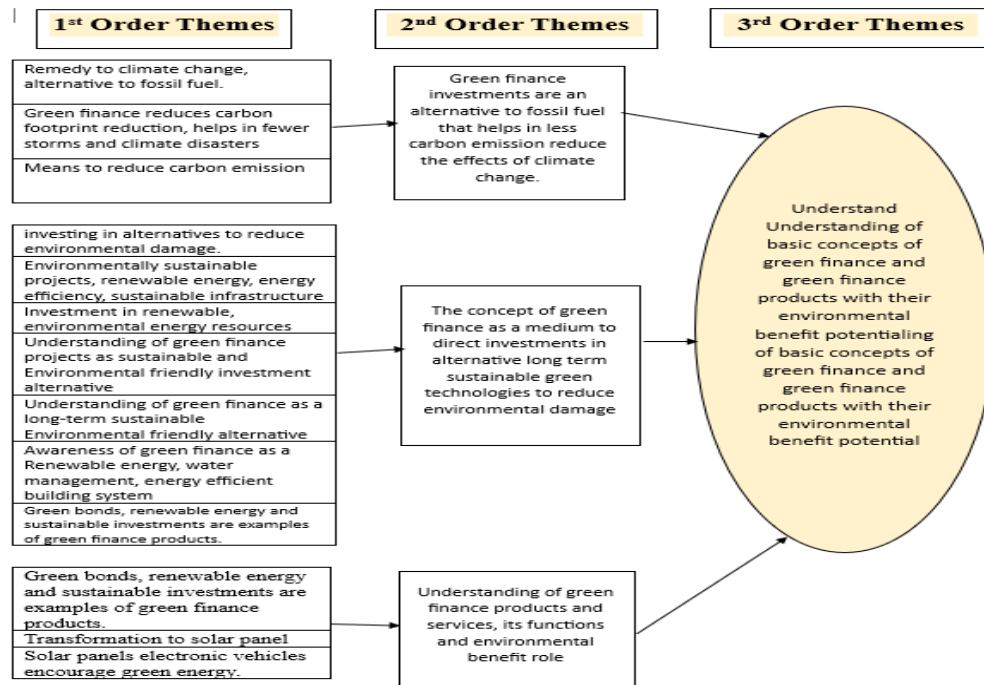 1st Order Themes
2nd Order Themes
3rd Order Themes
Remedy to climate change,
alternative to fossil fuel.
Green finance reduces carbon
footprint reduction, helps in fewer
storms and climate disasters
Means to reduce carbon emission
Green finance
investments are an
alternative to fossil fuel
that helps in less
carbon emission reduce
the effects of climate
change.
investing in alternatives to reduce
environmental damage.
Environmentally sustainable
projects, renewable energy, energy
efficiency, sustainable infrastructure
Investment in renewable,
environmental energy resources
Understanding of green finance
projects as sustainable and
Environmental friendly investment
alternative
Understanding of green finance as a
long-term sustainable
Environmental friendly alternative
Awareness of green finance as a
Renewable energy, water
management, energy efficient
building system
Green bonds, renewable energy and
sustainable investments are examples
of green finance products.
The concept of green
finance as a medium to
direct investments in
alternative long term
sustainable green
technologies to reduce
environmental damage
Green bonds, renewable energy
and sustainable investments are
examples of green finance
products.
Transformation to solar panel
Solar panels electronic vehicles
encourage green energy.
Understanding of green
finance products and
services, its functions
and environmental
benefit role
Understand
Understanding of
basic concepts of
green finance and
green finance
products with their
environmental
benefit potentialing
of basic concepts of
green finance and
green finance
products with their
environmental
benefit potential